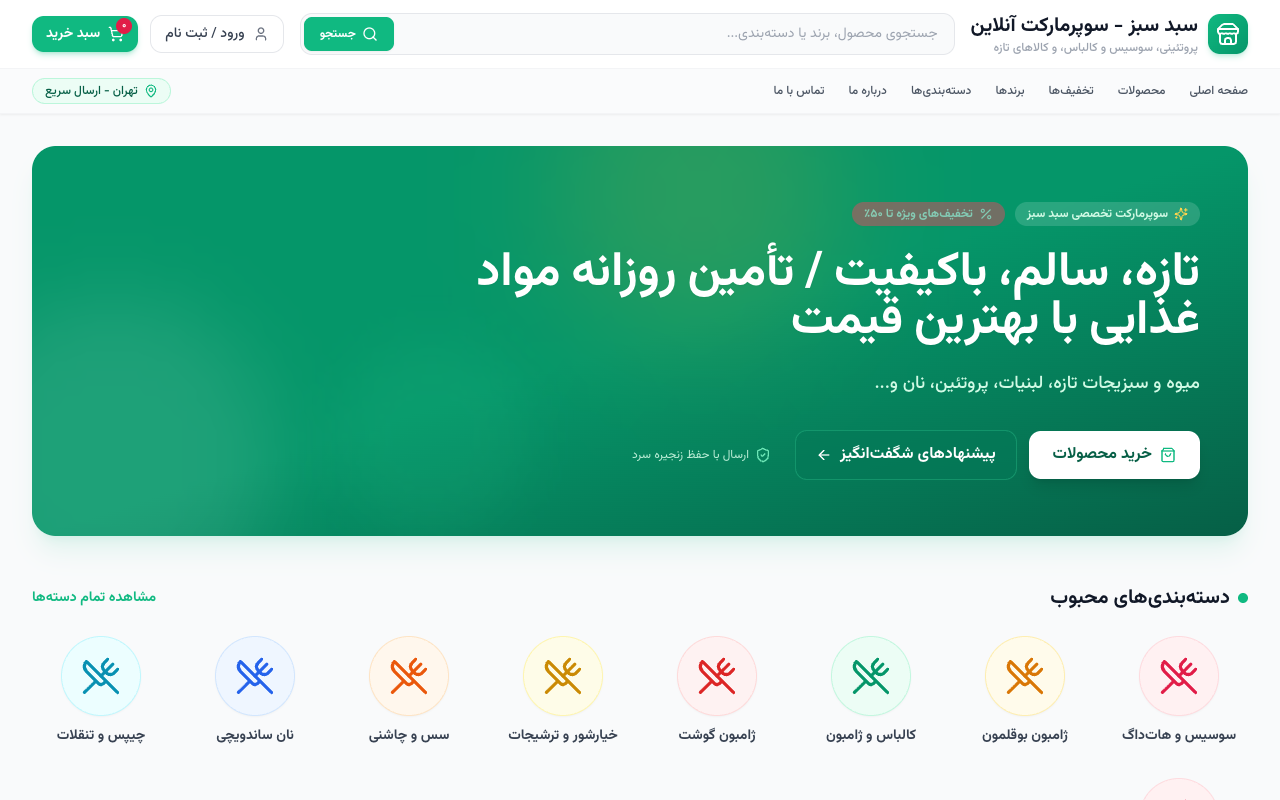 سبد سبز - سوپرمارکت آنلاین
پروتئینی، سوسیس و کالباس، و کالاهای تازه
جستجوی محصول، برند یا دسته‌بندی...
جستجو
ورود / ثبت نام
سبد خرید
۰
صفحه اصلی
محصولات
تخفیف‌ها
برندها
دسته‌بندی‌ها
درباره ما
تماس با ما
تهران - ارسال سریع
سوپرمارکت تخصصی سبد سبز
تخفیف‌های ویژه تا ۵۰٪
تازه، سالم، باکیفیت / تأمین روزانه مواد
غذایی با بهترین قیمت
میوه و سبزیجات تازه، لبنیات، پروتئین، نان و...
خرید محصولات
پیشنهادهای شگفت‌انگیز
ارسال با حفظ زنجیره سرد
دسته‌بندی‌های محبوب
مشاهده تمام دسته‌ها
سوسیس و هات‌داگ
ژامبون بوقلمون
کالباس و ژامبون
ژامبون گوشت
خیارشور و ترشیجات
سس و چاشنی
نان ساندویچی
چیپس و تنقلات